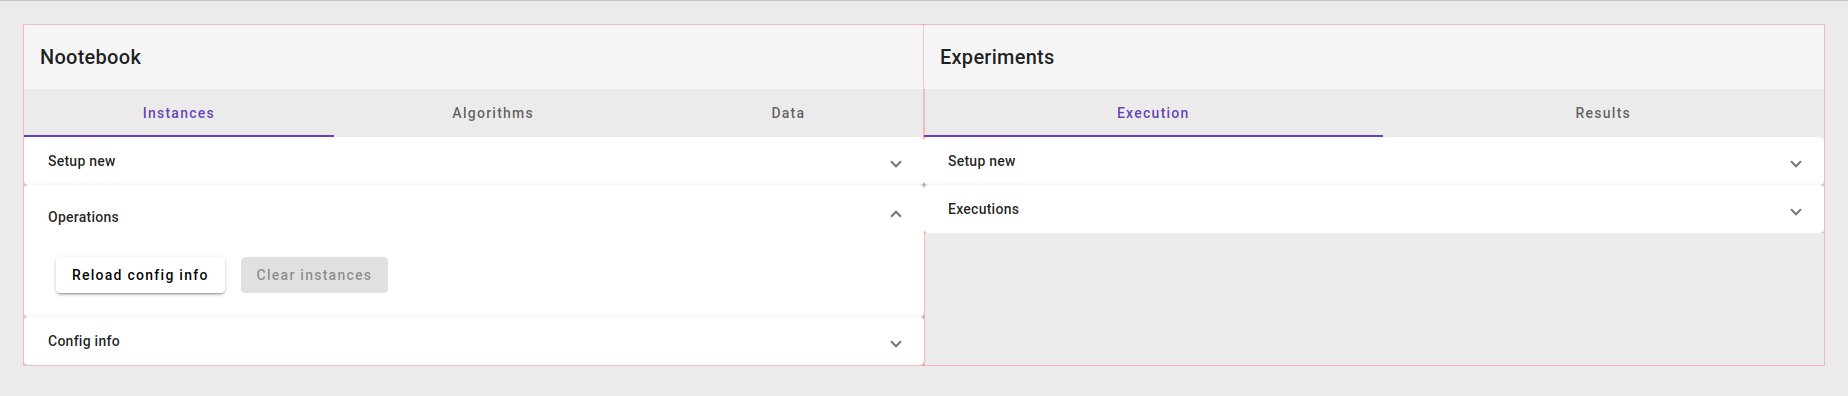 Nootebook
Instances
Algorithms
Data
Setup new
Operations
Reload config info
Clear instances
Config info
Experiments
Execution
Results
Setup new
Executions